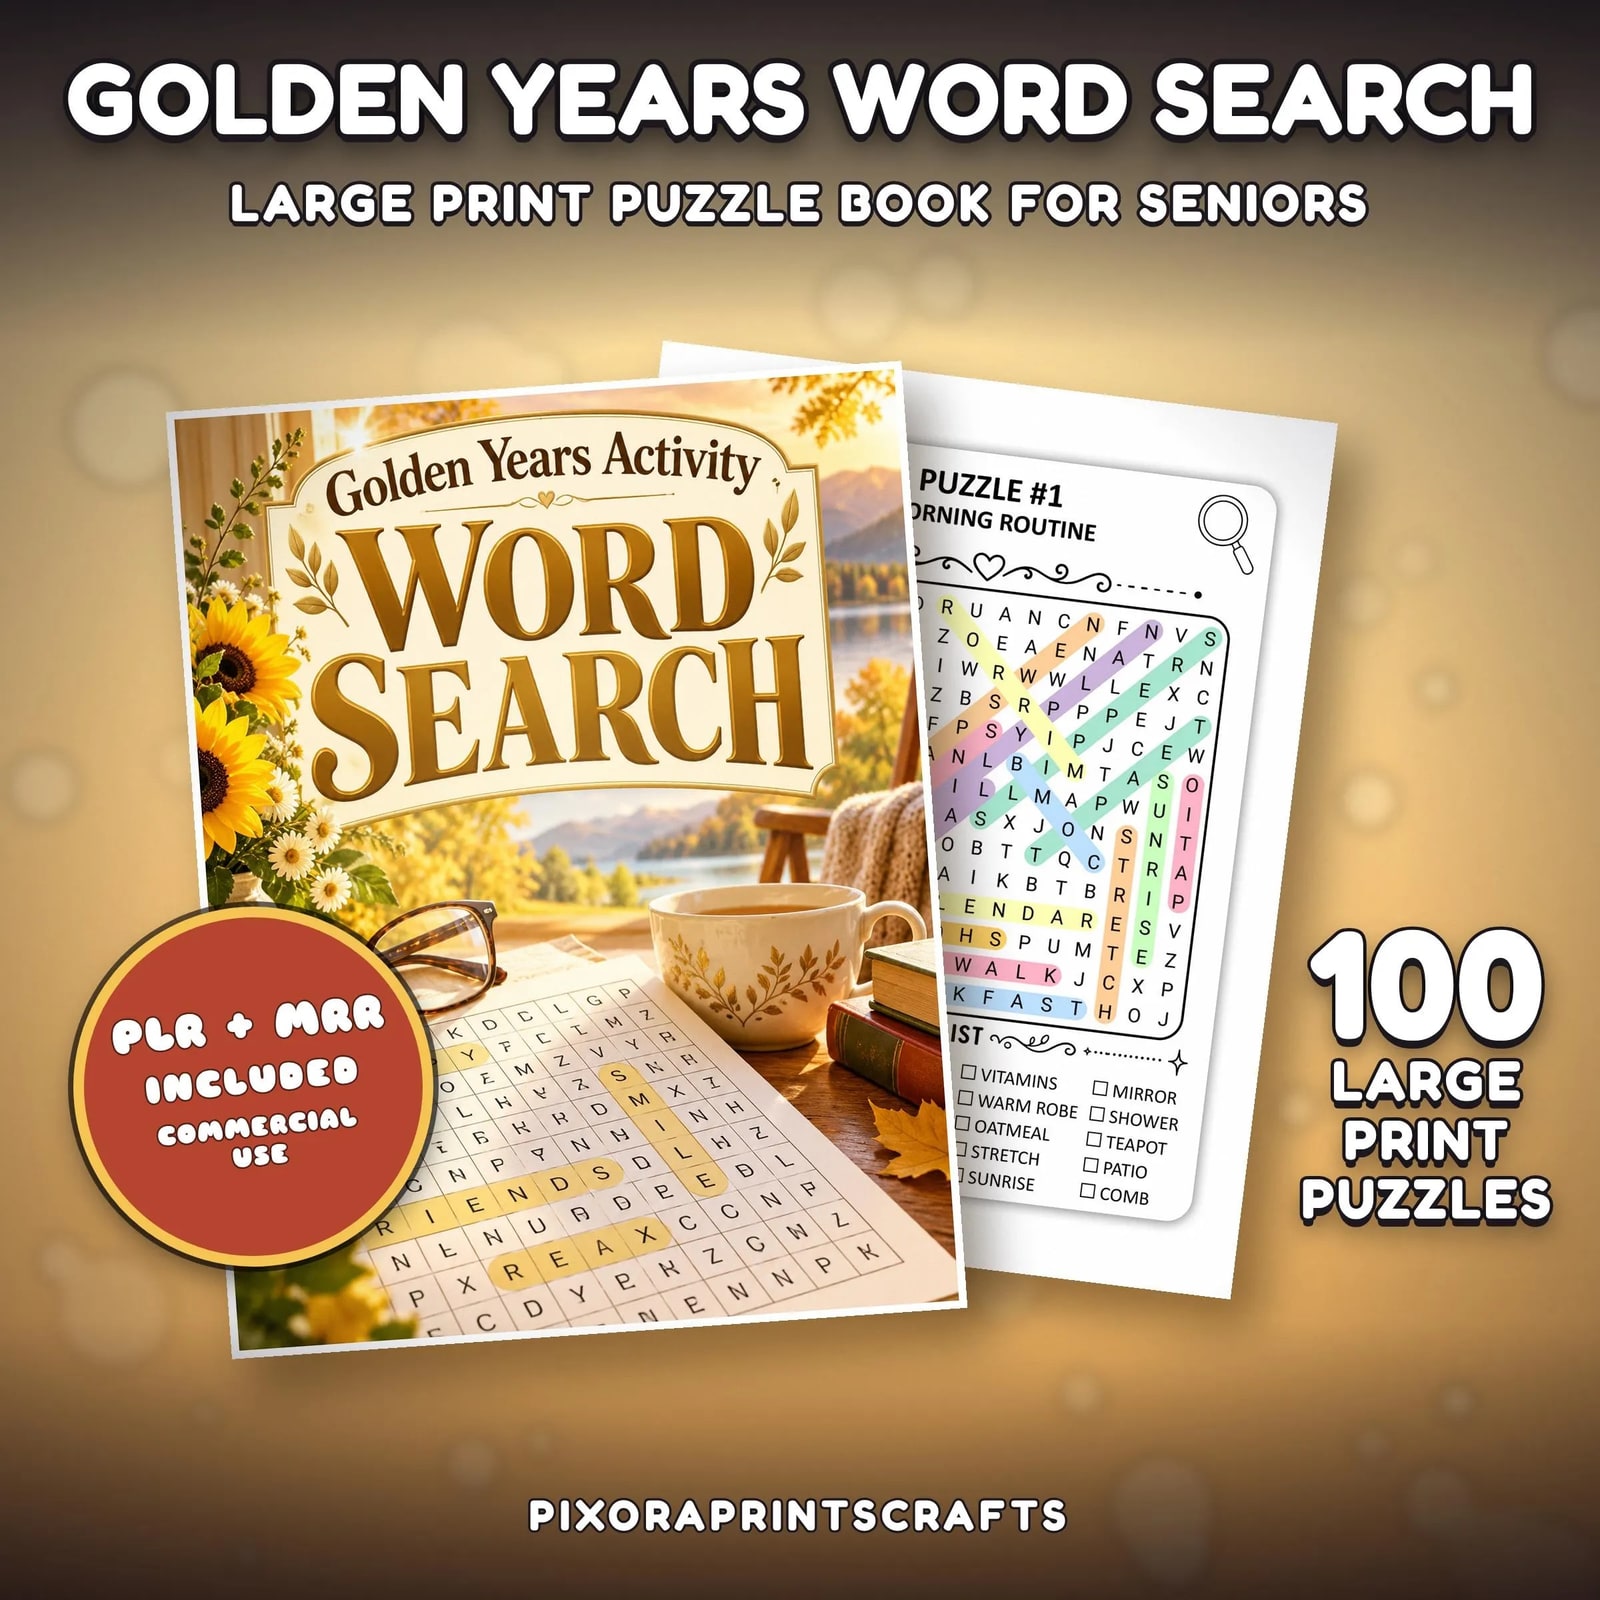 GOLDEN YEARS WORD SEARCH
LARGE PRINT PUZZLE BOOK FOR SENIORS
Golden Years Activity
WORD
SEARCH
PLR + MRR
INCLUDED
COMMERCIAL
USE
PUZZLE #1
ORNING ROUTINE
R U A N C N F N V S
Z O E A E N A T R N
I W R W W L L E X C
Z B S R P P P E J T
F P S Y I P J C E W
A N L B I M T A S O
I L L M A P W U I
A S X J O N S N T
O B T T Q C T R A
A I K B T B R I P
E N D A R E S V
H S P U M T E Z
W A L K J C X P
K F A S T H O J
IST
VITAMINS
WARM ROBE
OATMEAL
STRETCH
SUNRISE
MIRROR
SHOWER
TEAPOT
PATIO
COMB
100
LARGE
PRINT
PUZZLES
PIXORAPRINTSCRAFTS